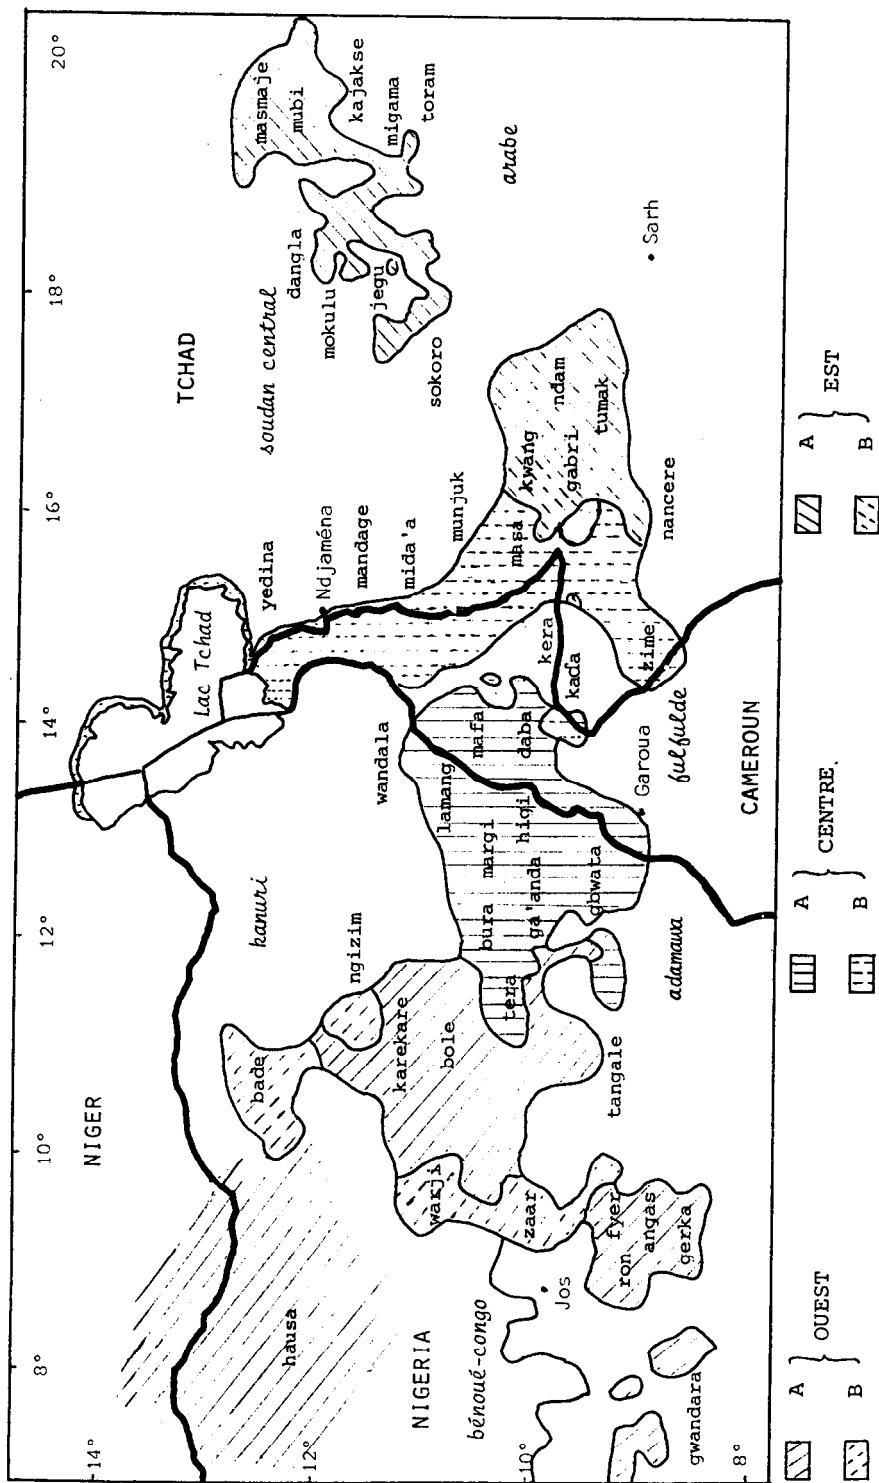 20°
18°
16°
14°
12°
10°
8°
14°
12°
10°
8°
NIGER
TCHAD
NIGERIA
CAMEROUN
Lac Tchad
soudan central
arabe
kanuri
bénoué-congo
adamawa
fulfulde
masmaje
mubi
kajakse
migama
toram
dangla
mokulu
jegu
sokoro
Sarh
yedina
Ndjaména
mandage
mida'a
munjuk
masa
kwang
gabri
ndam
tumak
nancere
kera
kaɗa
zime
wandala
mafa
daba
lamang
higi
margi
bura
ga'anda
gbwata
tera
Garoua
ngizim
bade
karekare
bole
tangale
warji
zaar
fyer
ron
angas
gerka
Jos
hausa
gwandara
A
B
OUEST
A
B
CENTRE.
A
B
EST